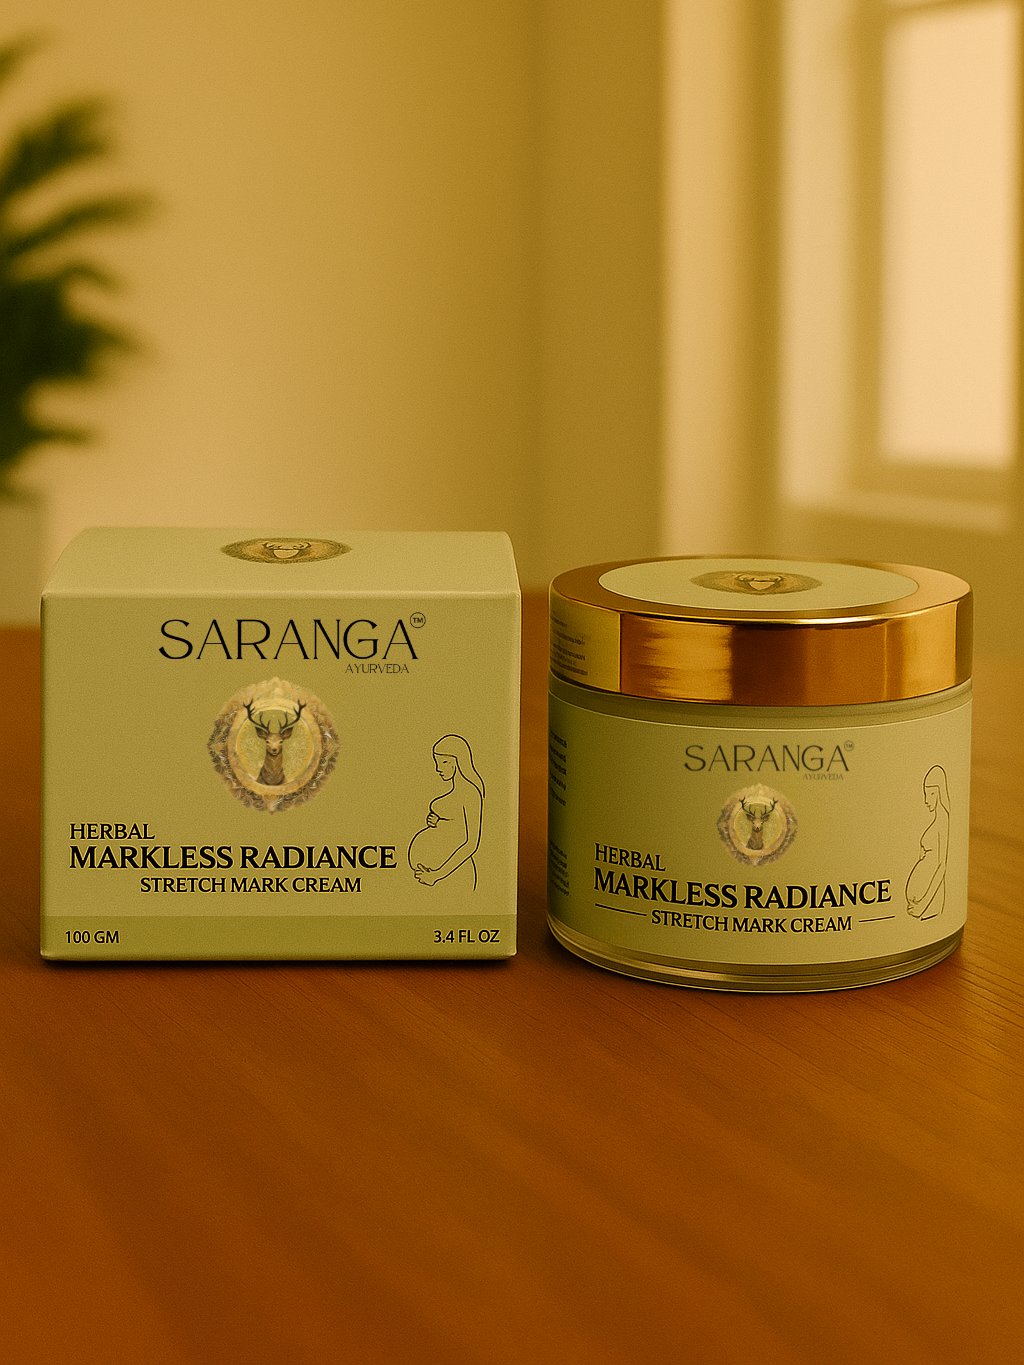 SARANGA™
AYURVEDA
HERBAL
MARKLESS RADIANCE
STRETCH MARK CREAM
100 GM
3.4 FL OZ
SARANGA™
AYURVEDA
HERBAL
MARKLESS RADIANCE
STRETCH MARK CREAM